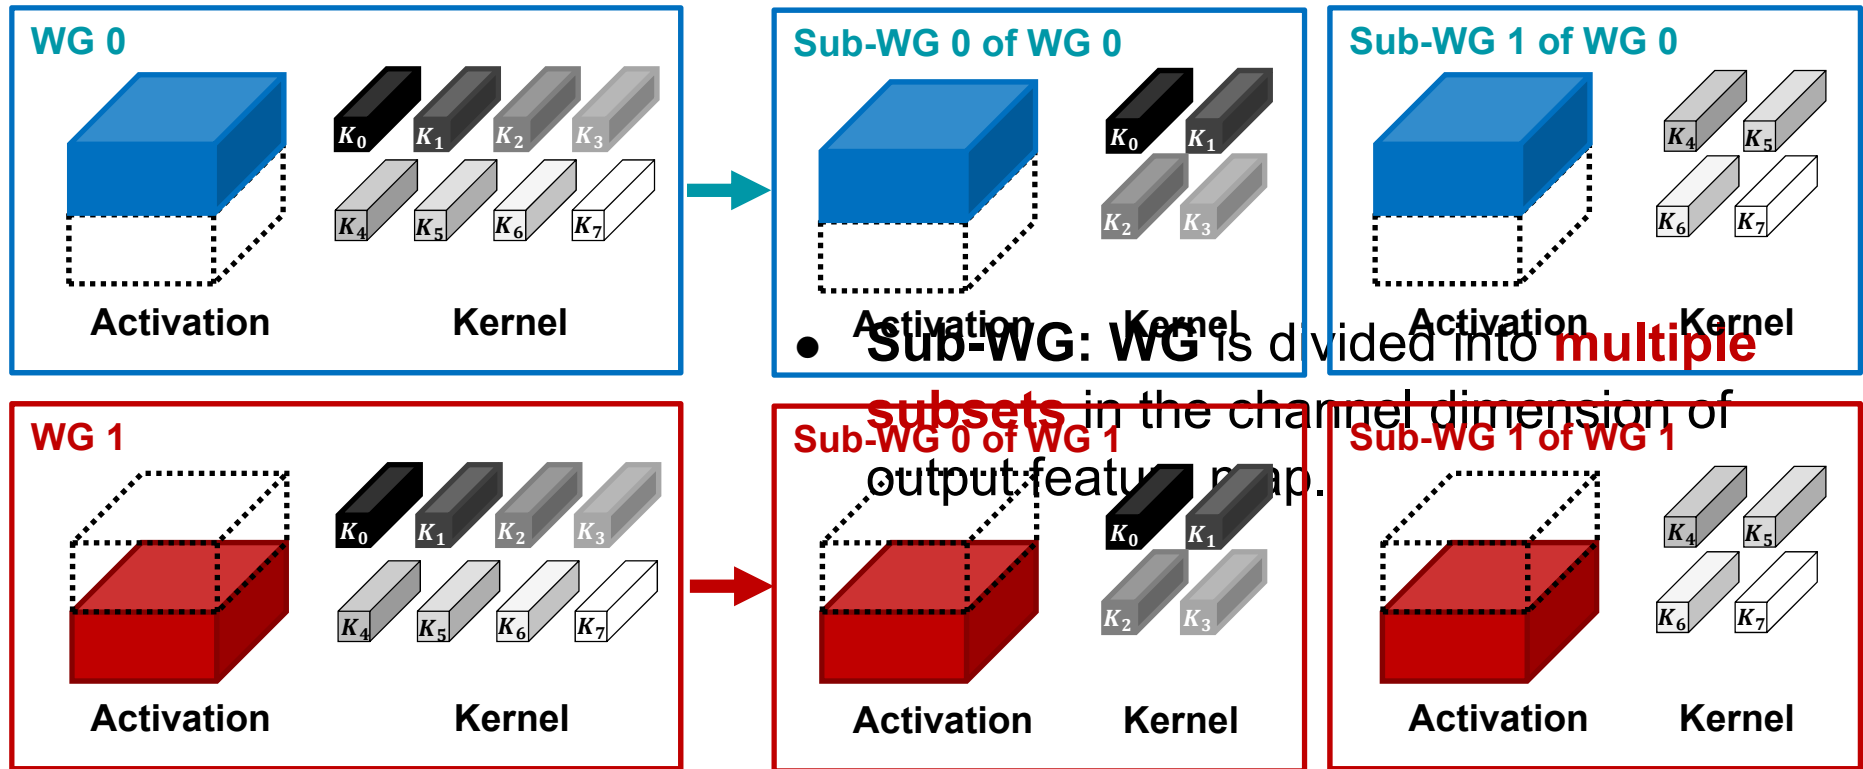 WG 0
K0 K1 K2 K3
K4 K5 K6 K7
Activation Kernel
Sub-WG 0 of WG 0
K0 K1
K2 K3
Activation Kernel
Sub-WG 1 of WG 0
K4 K5
K6 K7
Activation Kernel
● Sub-WG: WG is divided into multiple
subsets in the channel dimension of
output feature map.
WG 1
K0 K1 K2 K3
K4 K5 K6 K7
Activation Kernel
Sub-WG 0 of WG 1
K0 K1
K2 K3
Activation Kernel
Sub-WG 1 of WG 1
K4 K5
K6 K7
Activation Kernel